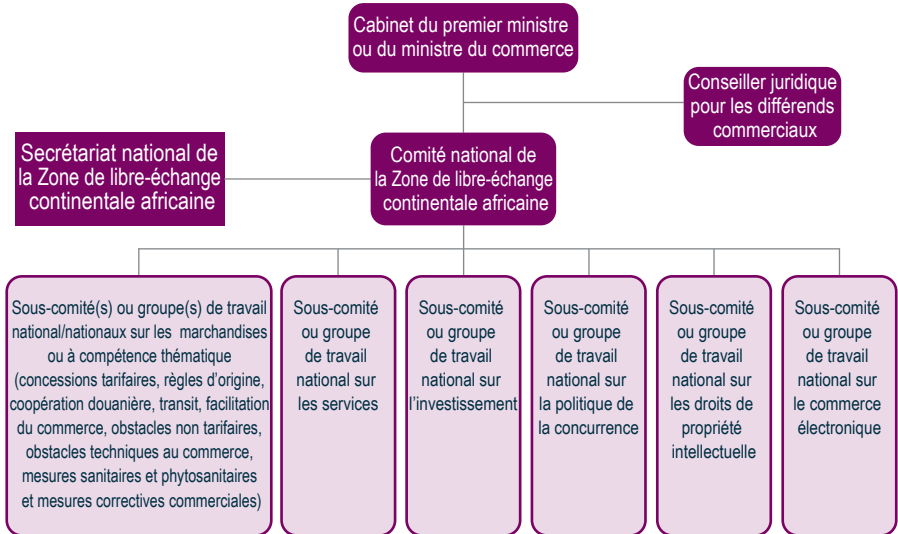 Cabinet du premier ministre
ou du ministre du commerce
Conseiller juridique
pour les différends
commerciaux
Secrétariat national de
la Zone de libre-échange
continentale africaine
Comité national de
la Zone de libre-échange
continentale africaine
Sous-comité(s) ou groupe(s) de travail
national/nationaux sur les marchandises
ou à compétence thématique
(concessions tarifaires, règles d'origine,
coopération douanière, transit, facilitation
du commerce, obstacles non tarifaires,
obstacles techniques au commerce,
mesures sanitaires et phytosanitaires
et mesures correctives commerciales)
Sous-comité
ou groupe
de travail
national sur
les services
Sous-comité
ou groupe
de travail
national sur
l'investissement
Sous-comité
ou groupe
de travail
national sur
la politique de
la concurrence
Sous-comité
ou groupe
de travail
national sur
les droits de
propriété
intellectuelle
Sous-comité
ou groupe
de travail
national sur
le commerce
électronique